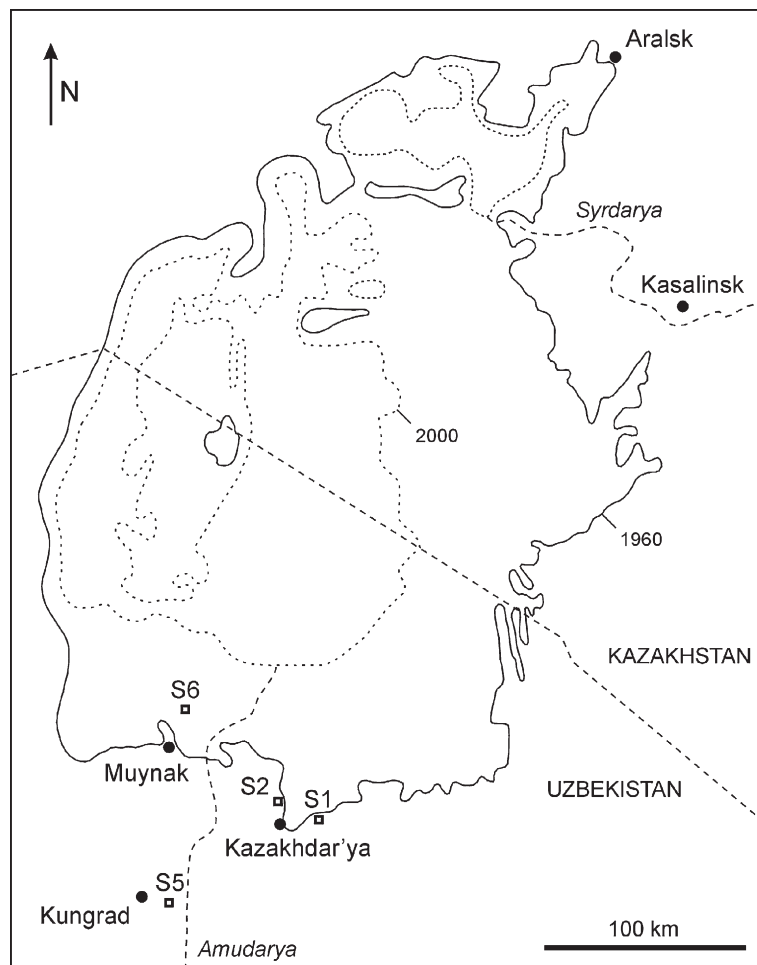 Aralsk
N
Syrdarya
Kasalinsk
2000
1960
KAZAKHSTAN
S6
Muynak
UZBEKISTAN
S2
S1
Kazakhdar'ya
S5
Kungrad
100 km
Amudarya